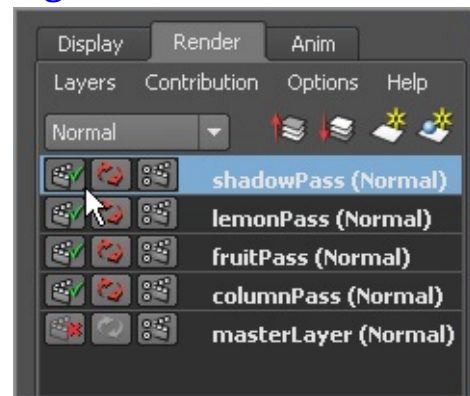 Display Render Anim
Layers Contribution Options Help
Normal
shadowPass (Normal)
lemonPass (Normal)
fruitPass (Normal)
columnPass (Normal)
masterLayer (Normal)